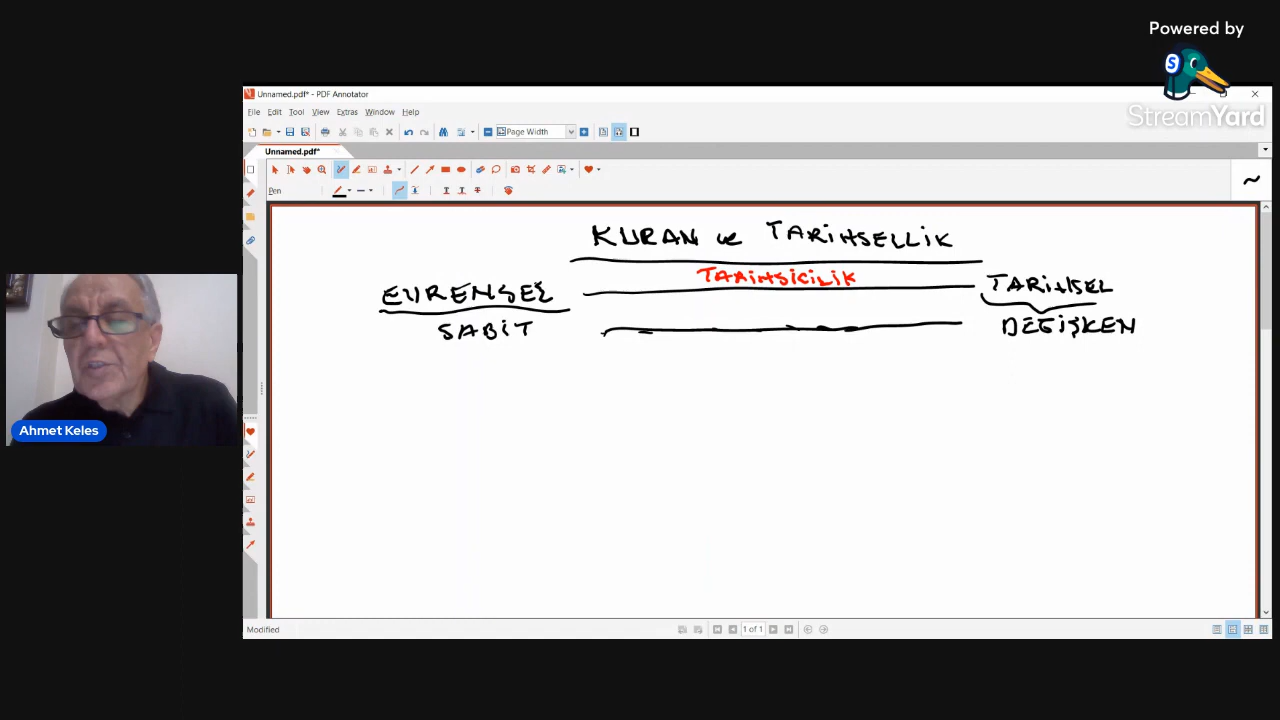 Powered by
S
StreamYard
Unnamed.pdf* - PDF Annotator
File Edit Tool View Extras Window Help
Page Width
Unnamed.pdf*
Pen
KURAN ve TARİHSELLİK
TARİHSİCİLİK
EVRENSEL
TARİHSEL
SABİT
DEĞİŞKEN
Ahmet Keles
Modified
1 of 1